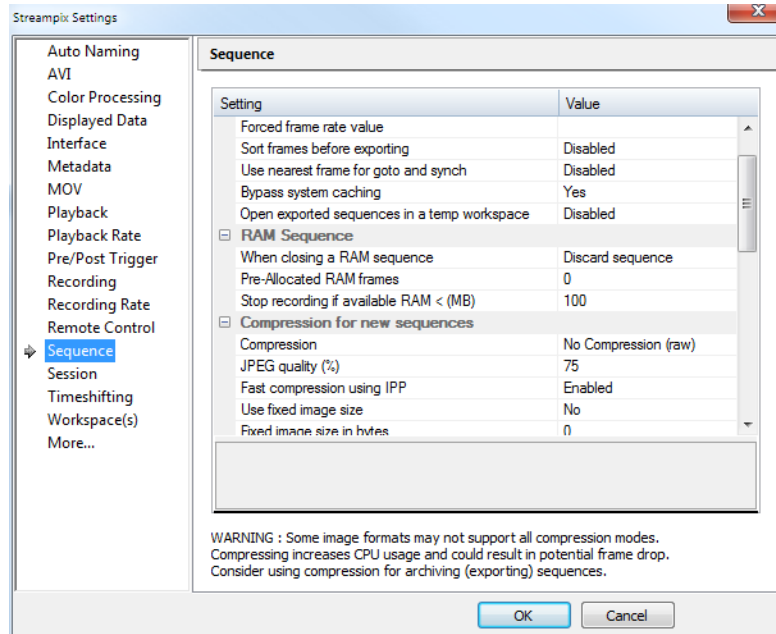 Streampix Settings
Auto Naming
AVI
Color Processing
Displayed Data
Interface
Metadata
MOV
Playback
Playback Rate
Pre/Post Trigger
Recording
Recording Rate
Remote Control
Sequence
Session
Timeshifting
Workspace(s)
More...
Sequence
Setting Value
Forced frame rate value
Sort frames before exporting Disabled
Use nearest frame for goto and synch Disabled
Bypass system caching Yes
Open exported sequences in a temp workspace Disabled
RAM Sequence
When closing a RAM sequence Discard sequence
Pre-Allocated RAM frames 0
Stop recording if available RAM < (MB) 100
Compression for new sequences
Compression No Compression (raw)
JPEG quality (%) 75
Fast compression using IPP Enabled
Use fixed image size No
Fixed image size in bytes 0
WARNING : Some image formats may not support all compression modes.
Compressing increases CPU usage and could result in potential frame drop.
Consider using compression for archiving (exporting) sequences.
OK Cancel